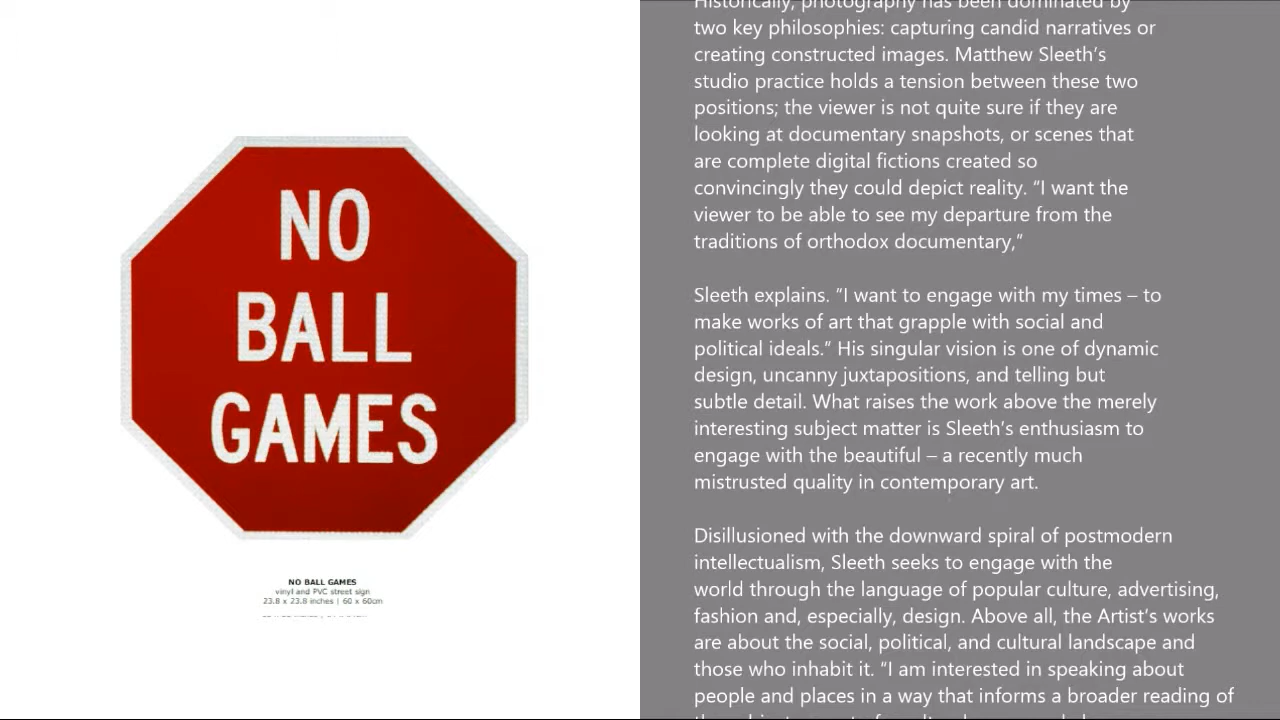 NO
BALL
GAMES
NO BALL GAMES
vinyl and PVC street sign
23.8 x 23.8 inches | 60 x 60cm
Historically, photography has been dominated by
two key philosophies: capturing candid narratives or
creating constructed images. Matthew Sleeth’s
studio practice holds a tension between these two
positions; the viewer is not quite sure if they are
looking at documentary snapshots, or scenes that
are complete digital fictions created so
convincingly they could depict reality. “I want the
viewer to be able to see my departure from the
traditions of orthodox documentary,”
Sleeth explains. “I want to engage with my times – to
make works of art that grapple with social and
political ideals.” His singular vision is one of dynamic
design, uncanny juxtapositions, and telling but
subtle detail. What raises the work above the merely
interesting subject matter is Sleeth’s enthusiasm to
engage with the beautiful – a recently much
mistrusted quality in contemporary art.
Disillusioned with the downward spiral of postmodern
intellectualism, Sleeth seeks to engage with the
world through the language of popular culture, advertising,
fashion and, especially, design. Above all, the Artist’s works
are about the social, political, and cultural landscape and
those who inhabit it. “I am interested in speaking about
people and places in a way that informs a broader reading of